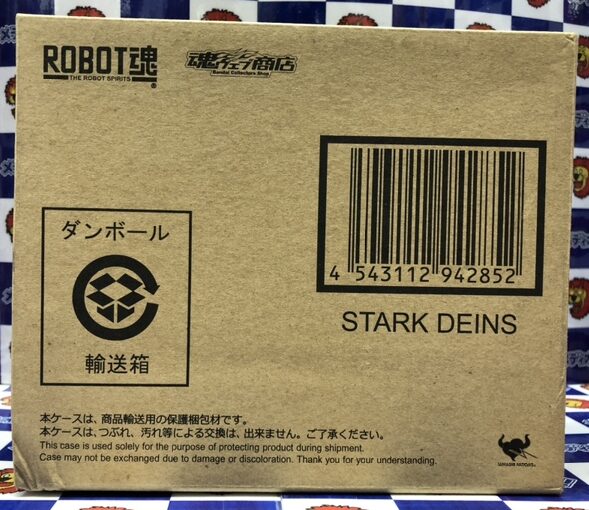 ROBOT魂
THE ROBOT SPIRITS
魂ウェブ商店
Bandai Collectors Shop
4 543112 942852
STARK DEINS
ダンボール
輸送箱
本ケースは、商品輸送用の保護梱包材です。
本ケースは、つぶれ、汚れ等による交換は、出来ません。ご了承ください。
This case is used solely for the purpose of protecting product during shipment.
Case may not be exchanged due to damage or discoloration. Thank you for your understanding.
TAMASHII NATIONS